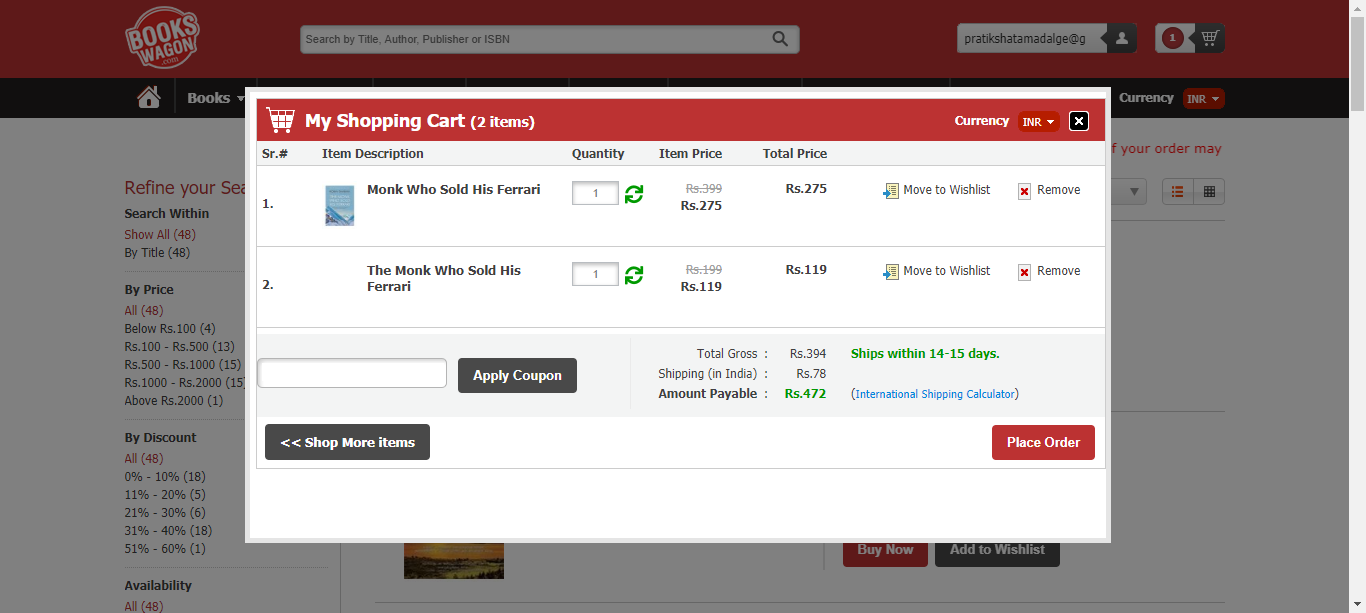 BOOKS
WAGON
.com
Search by Title, Author, Publisher or ISBN
pratikshatamadalge@g
1
Books
Currency INR
My Shopping Cart (2 items)
Currency INR
Sr.# Item Description Quantity Item Price Total Price
1. Monk Who Sold His Ferrari 1 Rs.399 Rs.275 Move to Wishlist Remove
Rs.275
2. The Monk Who Sold His 1 Rs.199 Rs.119 Move to Wishlist Remove
Ferrari Rs.119
Total Gross : Rs.394 Ships within 14-15 days.
Shipping (in India) : Rs.78
Amount Payable : Rs.472 (International Shipping Calculator)
Apply Coupon
<< Shop More items
Place Order
f your order may
Refine your Sea
Search Within
Show All (48)
By Title (48)
By Price
All (48)
Below Rs.100 (4)
Rs.100 - Rs.500 (13)
Rs.500 - Rs.1000 (15)
Rs.1000 - Rs.2000 (15)
Above Rs.2000 (1)
By Discount
All (48)
0% - 10% (18)
11% - 20% (5)
21% - 30% (6)
31% - 40% (18)
51% - 60% (1)
Availability
All (48)
Buy Now
Add to Wishlist